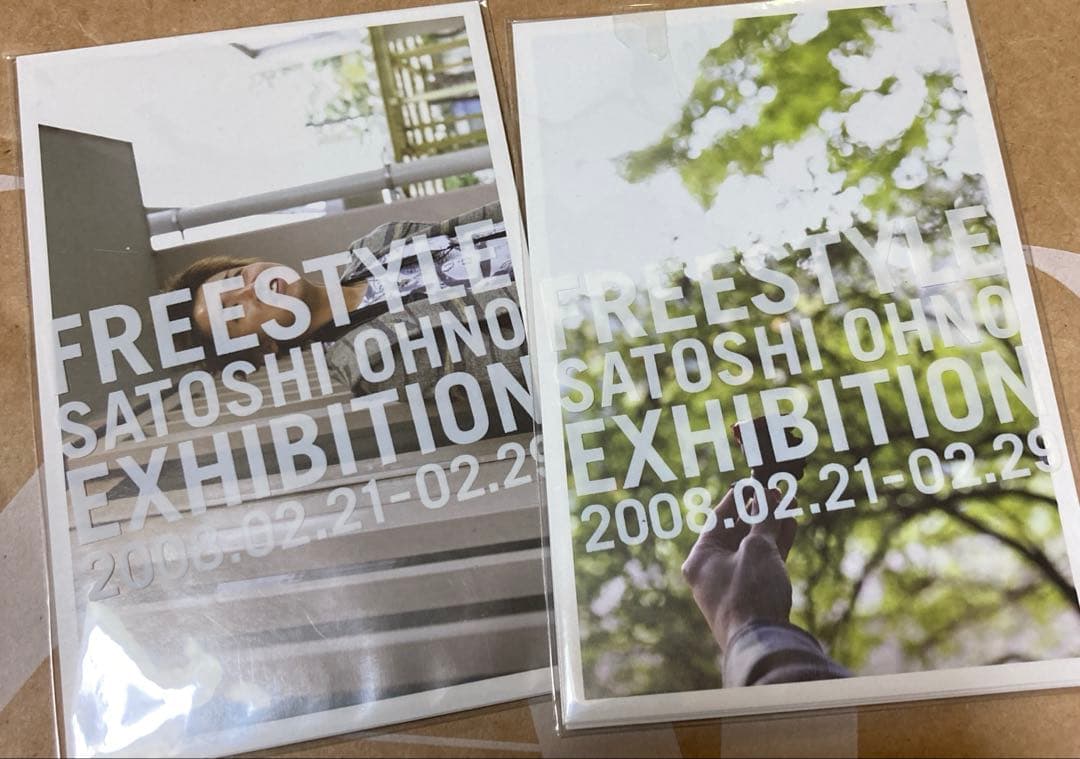 FREESTYLE
SATOSHI OHNO
EXHIBITION
2008.02.21-02.29
FREESTYLE
SATOSHI OHNO
EXHIBITION
2008.02.21-02.29